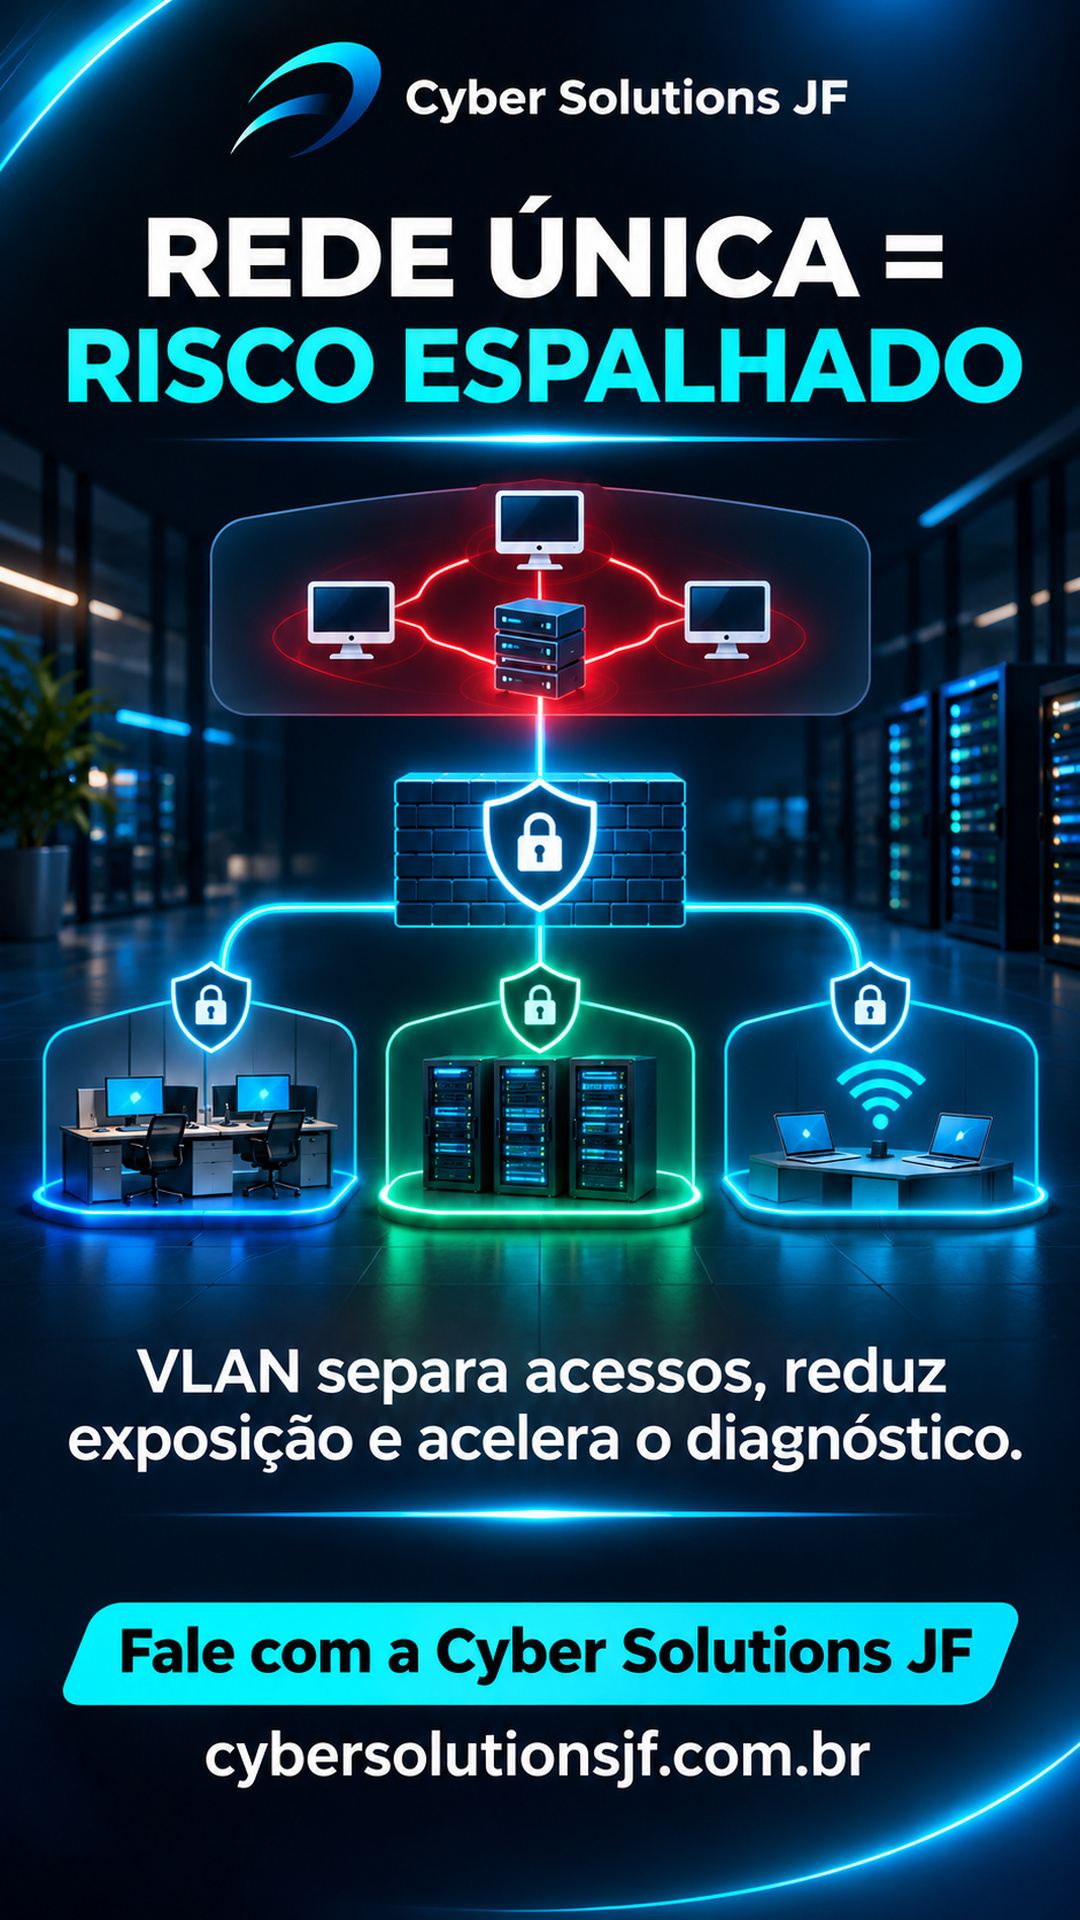 Cyber Solutions JF
REDE ÚNICA =
RISCO ESPALHADO
VLAN separa acessos, reduz
exposição e acelera o diagnóstico.
Fale com a Cyber Solutions JF
cybersolutionsjf.com.br